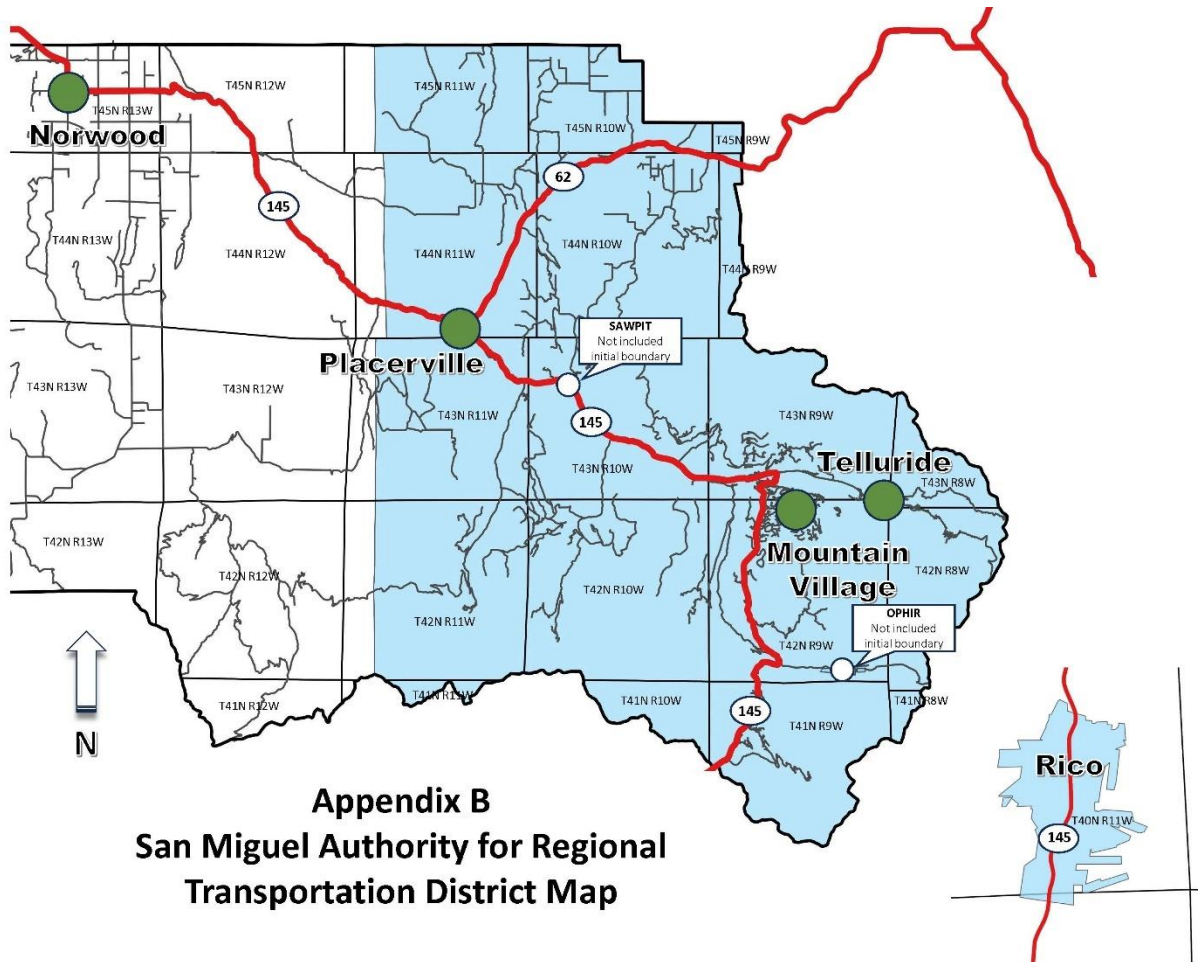 T45N R12W
T45N R11W
T45N R13W
T45N R10W
T45N R9W
Norwood
62
145
T44N R13W
T44N R12W
T44N R11W
T44N R10W
T44N R9W
SAWPIT
Not included
initial boundary
Placerville
T43N R13W
T43N R12W
T43N R11W
T43N R9W
145
Telluride
T43N R10W
T43N R8W
T42N R13W
Mountain
Village
T42N R12W
T42N R10W
T42N R8W
OPHIR
Not included
initial boundary
T42N R11W
T42N R9W
T41N R12W
T41N R11W
T41N R10W
T41N R8W
145
T41N R9W
N
Rico
T40N R11W
145
Appendix B
San Miguel Authority for Regional
Transportation District Map